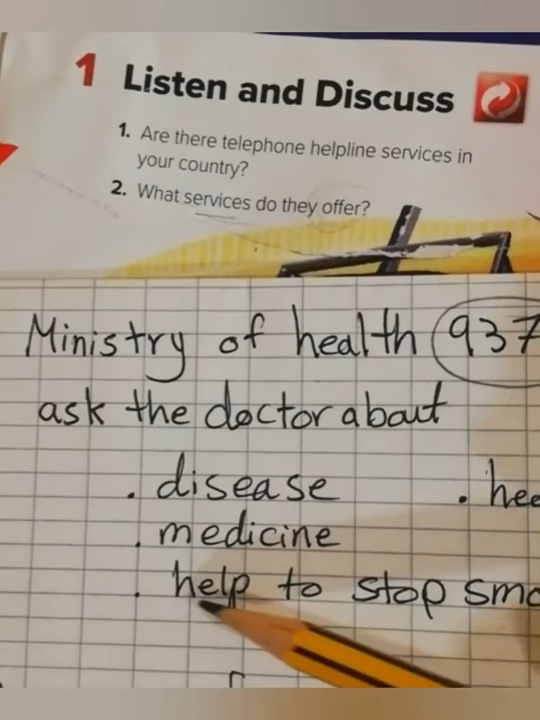 1 Listen and Discuss
1. Are there telephone helpline services in
your country?
2. What services do they offer?
Ministry of health 937
ask the doctor about
. disease
. medicine
. help to stop